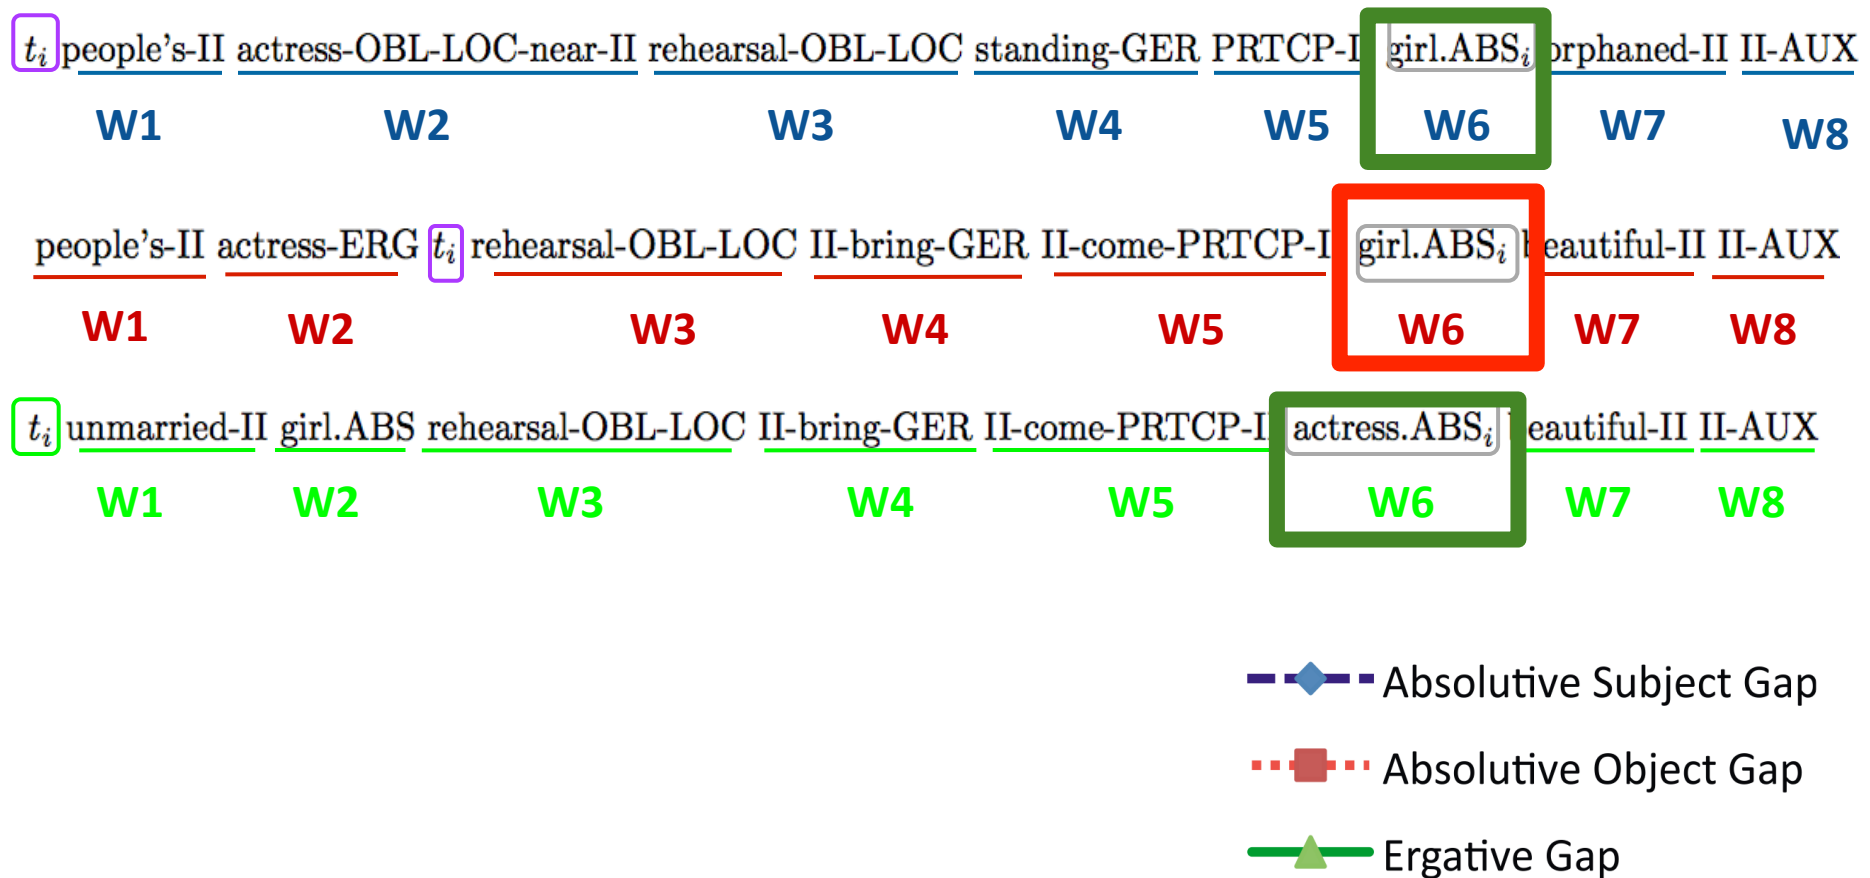 t_i people's-II actress-OBL-LOC-near-II rehearsal-OBL-LOC standing-GER PRTCP-I girl.ABS_i orphaned-II II-AUX
W1 W2 W3 W4 W5 W6 W7 W8
people's-II actress-ERG t_i rehearsal-OBL-LOC II-bring-GER II-come-PRTCP-I girl.ABS_i beautiful-II II-AUX
W1 W2 W3 W4 W5 W6 W7 W8
t_i unmarried-II girl.ABS rehearsal-OBL-LOC II-bring-GER II-come-PRTCP-I actress.ABS_i eautiful-II II-AUX
W1 W2 W3 W4 W5 W6 W7 W8
Absolutive Subject Gap
Absolutive Object Gap
Ergative Gap